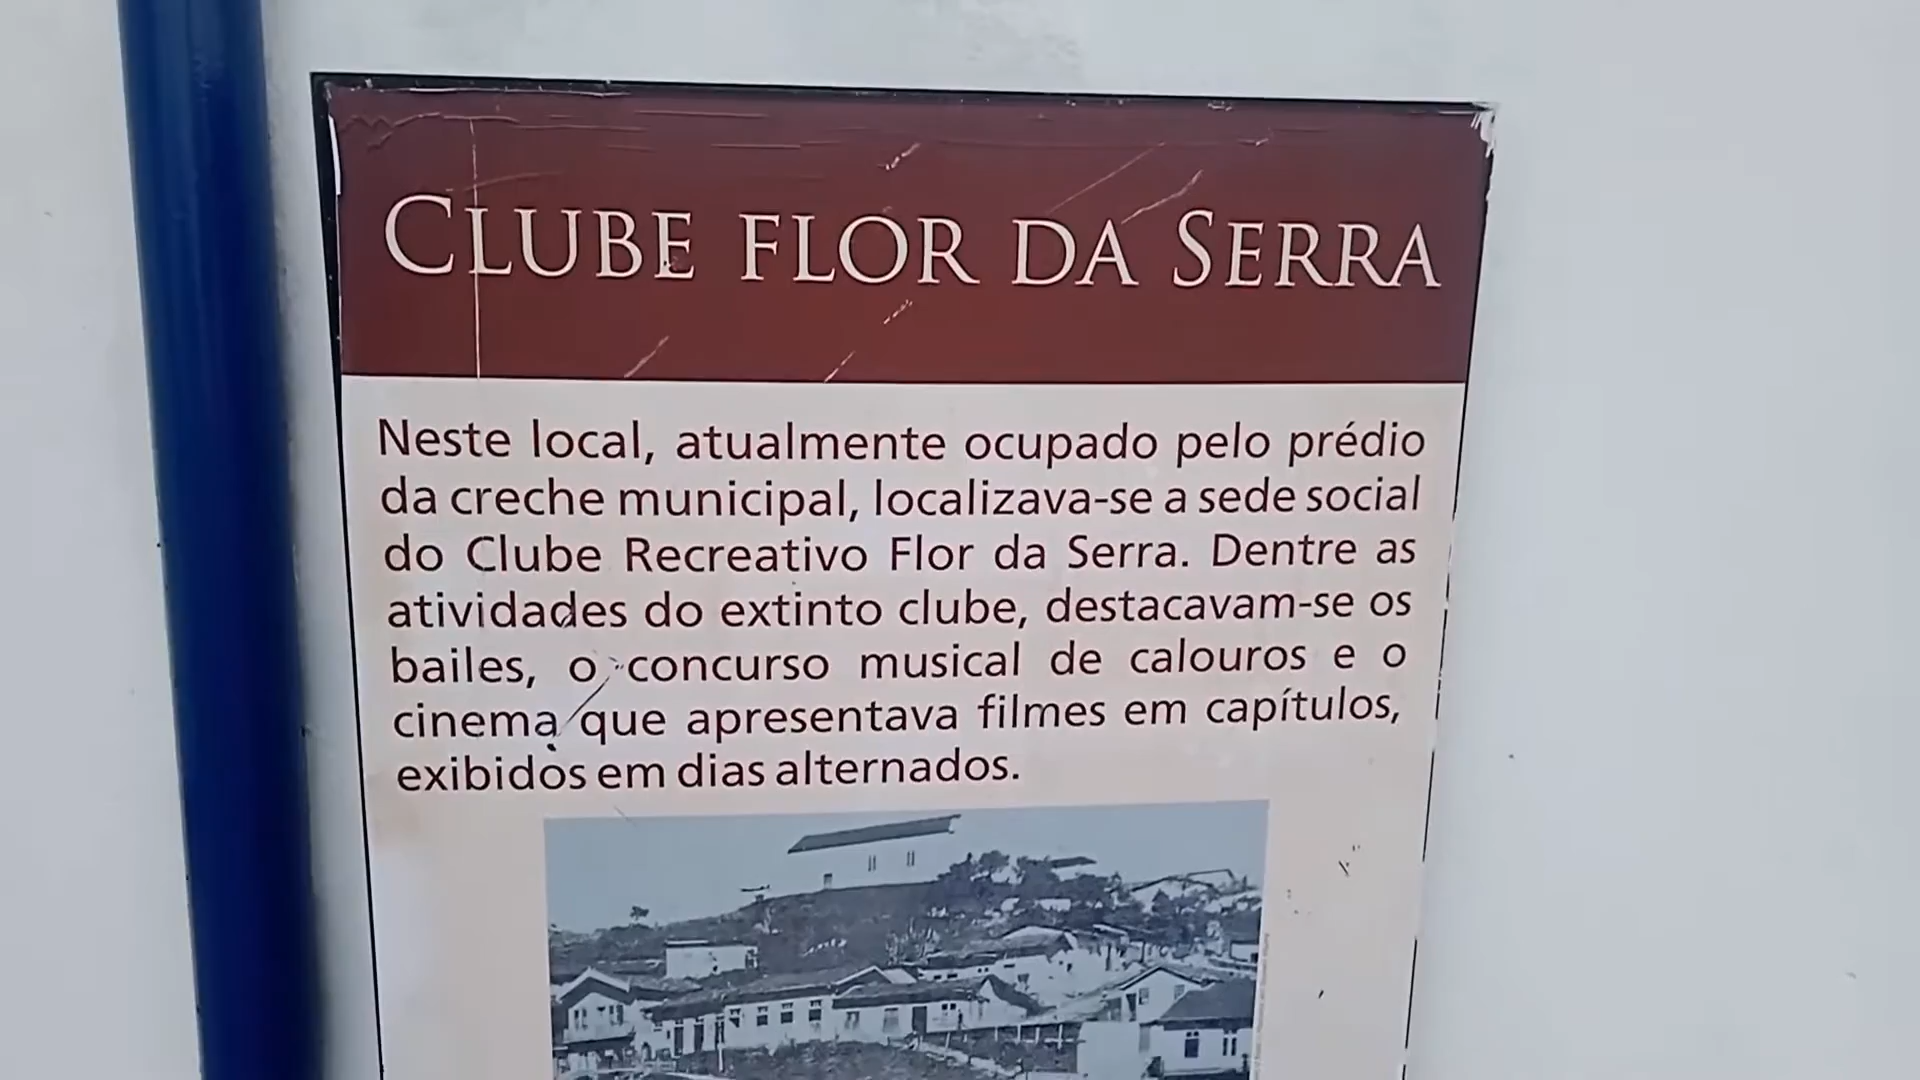 CLUBE FLOR DA SERRA
Neste local, atualmente ocupado pelo prédio
da creche municipal, localizava-se a sede social
do Clube Recreativo Flor da Serra. Dentre as
atividades do extinto clube, destacavam-se os
bailes, o concurso musical de calouros e o
cinema que apresentava filmes em capítulos,
exibidos em dias alternados.